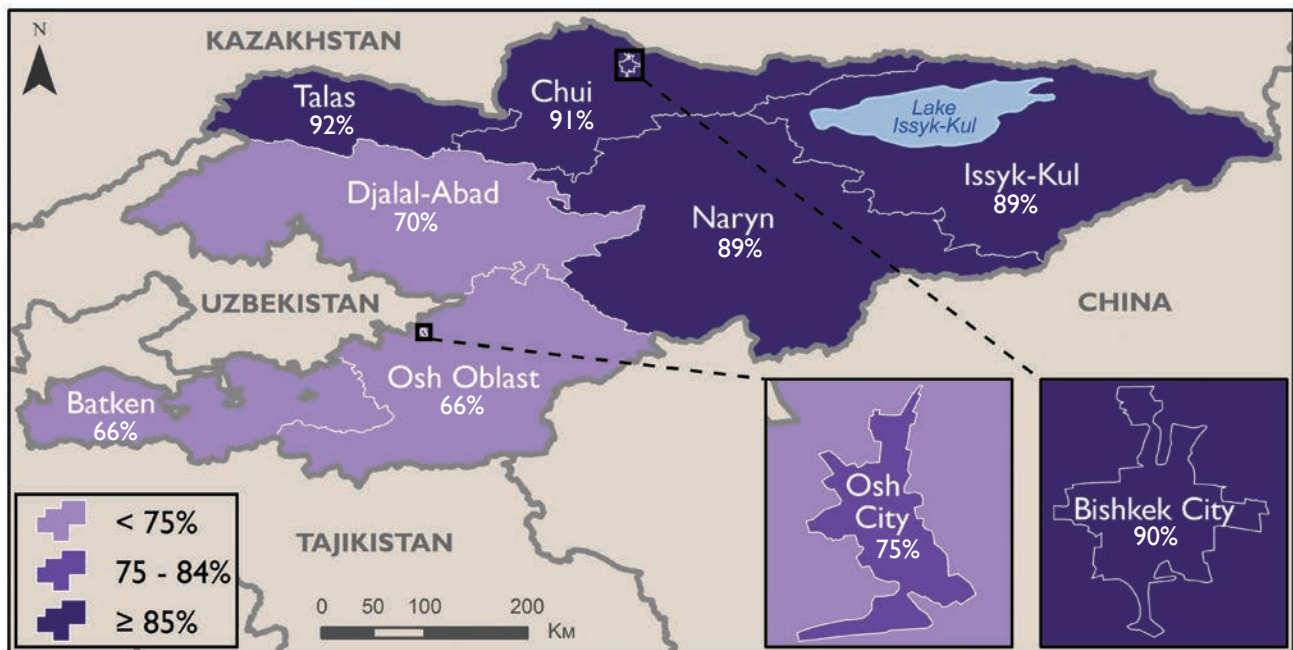 N
KAZAKHSTAN
Talas
92%
Chui
91%
Lake
Issyk-Kul
Issyk-Kul
89%
Djalal-Abad
70%
Naryn
89%
UZBEKISTAN
CHINA
Osh Oblast
66%
Batken
66%
Osh
City
75%
Bishkek City
90%
< 75%
75 - 84%
≥ 85%
TAJIKISTAN
0 50 100 200
KM